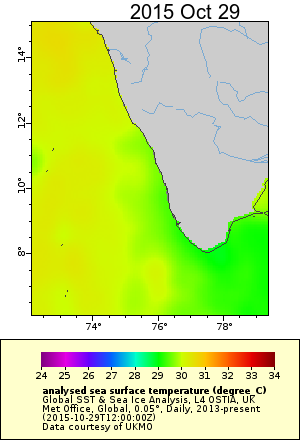 2015 Oct 29
14°
12°
10°
8°
74°
76°
78°
24 25 26 27 28 29 30 31 32 33 34
analysed sea surface temperature (degree_C)
Global SST & Sea Ice Analysis, L4 OSTIA, UK
Met Office, Global, 0.05°, Daily, 2013-present
(2015-10-29T12:00:00Z)
Data courtesy of UKMO